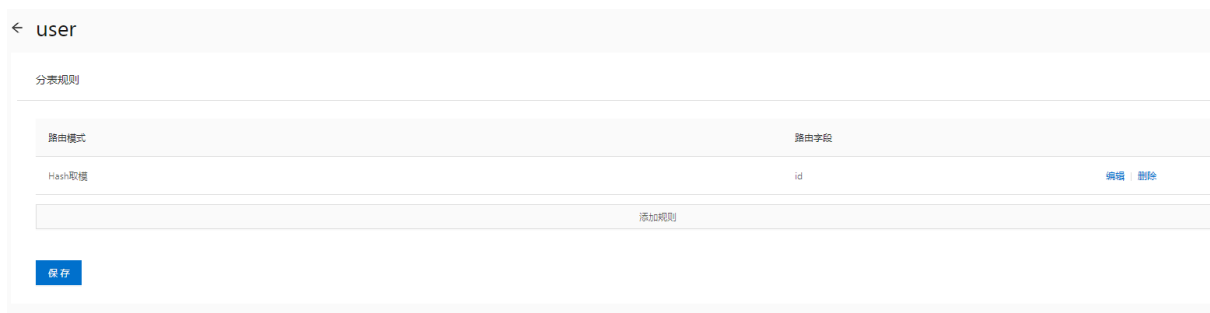 ← user
分表规则
路由模式 路由字段
Hash取模 id 编辑 | 删除
添加规则
保存